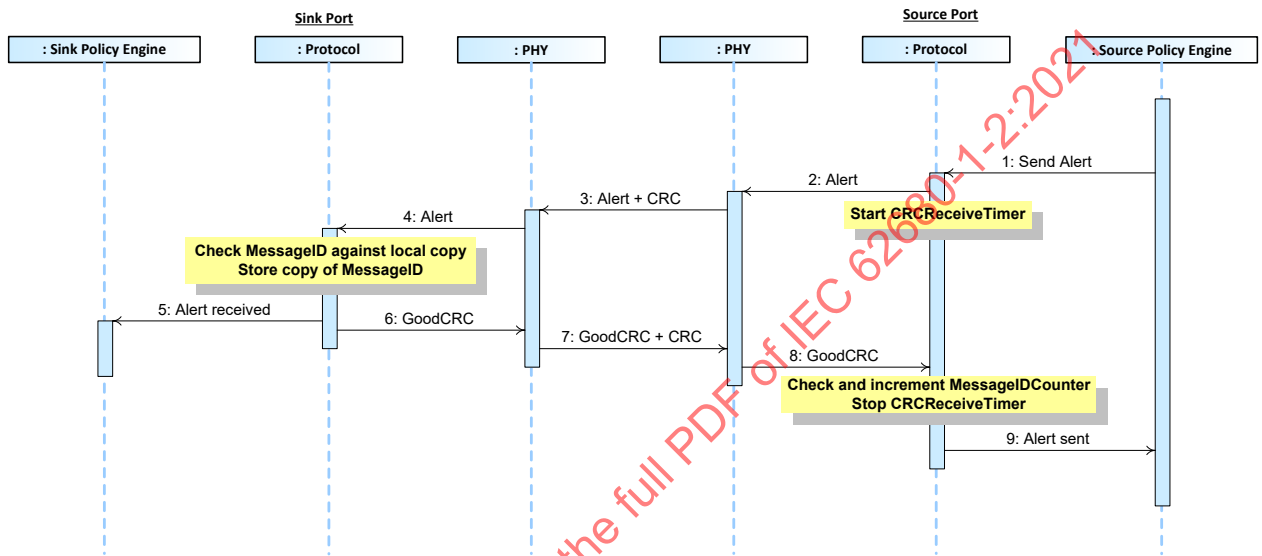 Sink Port
Source Port
: Sink Policy Engine
: Protocol
: PHY
: PHY
: Protocol
: Source Policy Engine
1: Send Alert
2: Alert
3: Alert + CRC
Start CRCReceiveTimer
4: Alert
Check MessageID against local copy
Store copy of MessageID
5: Alert received
6: GoodCRC
7: GoodCRC + CRC
8: GoodCRC
Check and increment MessageIDCounter
Stop CRCReceiveTimer
9: Alert sent
the full PDF of IEC 62680-1-2:2021